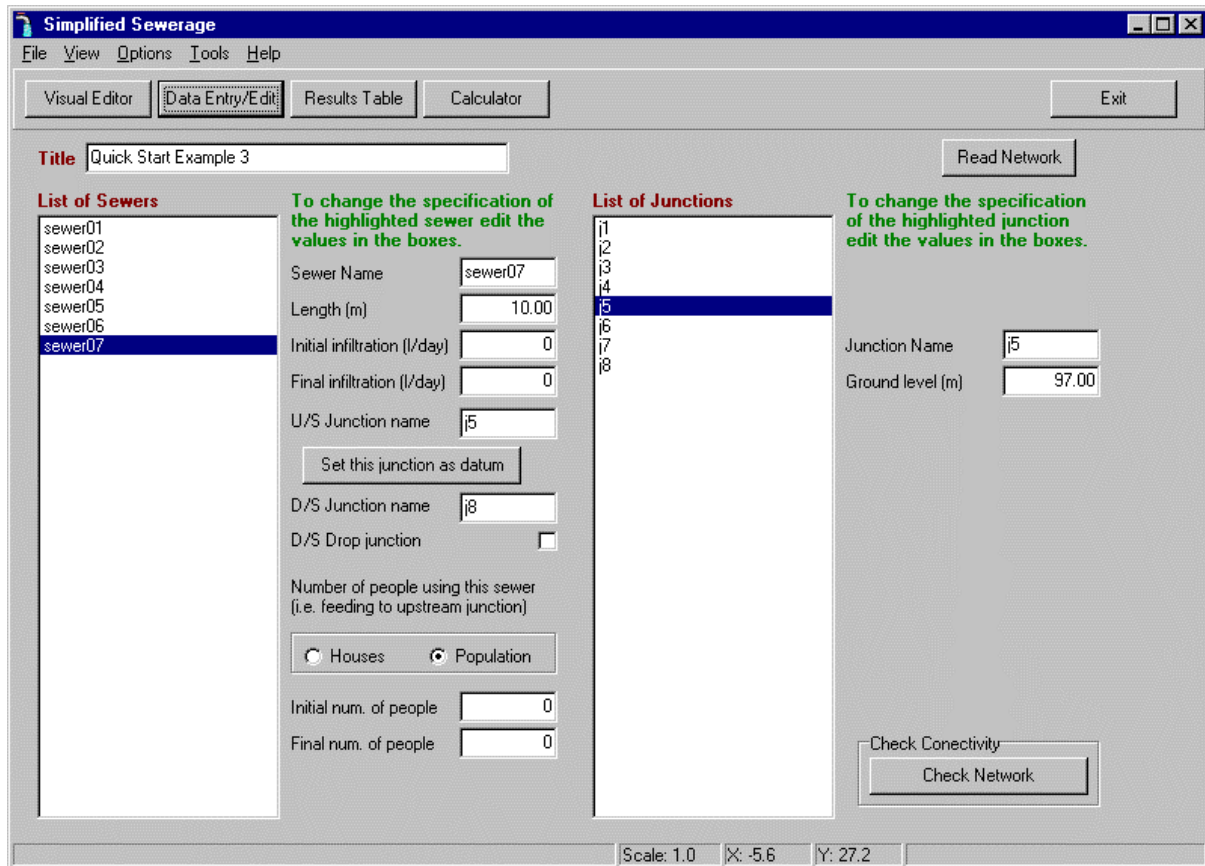 Simplified Sewerage
File View Options Tools Help
Visual Editor Data Entry/Edit Results Table Calculator Exit
Title Quick Start Example 3 Read Network
List of Sewers
sewer01
sewer02
sewer03
sewer04
sewer05
sewer06
sewer07
To change the specification of
the highlighted sewer edit the
values in the boxes.
Sewer Name sewer07
Length (m) 10.00
Initial infiltration (l/day) 0
Final infiltration (l/day) 0
U/S Junction name j5
Set this junction as datum
D/S Junction name j8
D/S Drop junction
Number of people using this sewer
(i.e. feeding to upstream junction)
Houses Population
Initial num. of people 0
Final num. of people 0
List of Junctions
j1
j2
j3
j4
j5
j6
j7
j8
To change the specification
of the highlighted junction
edit the values in the boxes.
Junction Name j5
Ground level (m) 97.00
Check Conectivity
Check Network
Scale: 1.0 X: -5.6 Y: 27.2